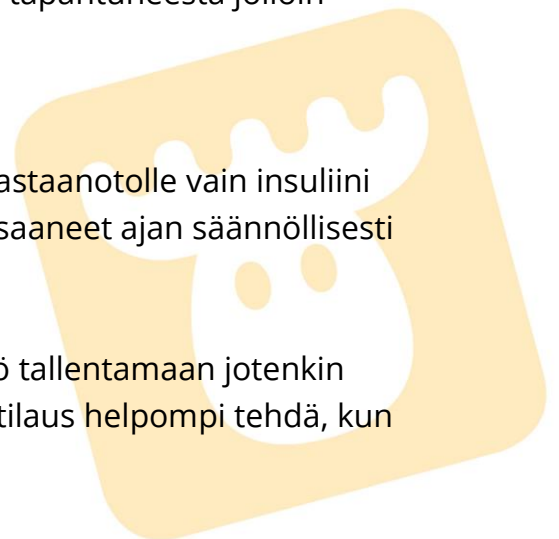 tapahtuneesta jolloin
astaanotolle vain insuliini
saaneet ajan säännöllisesti
ö tallentamaan jotenkin
tilaus helpompi tehdä, kun